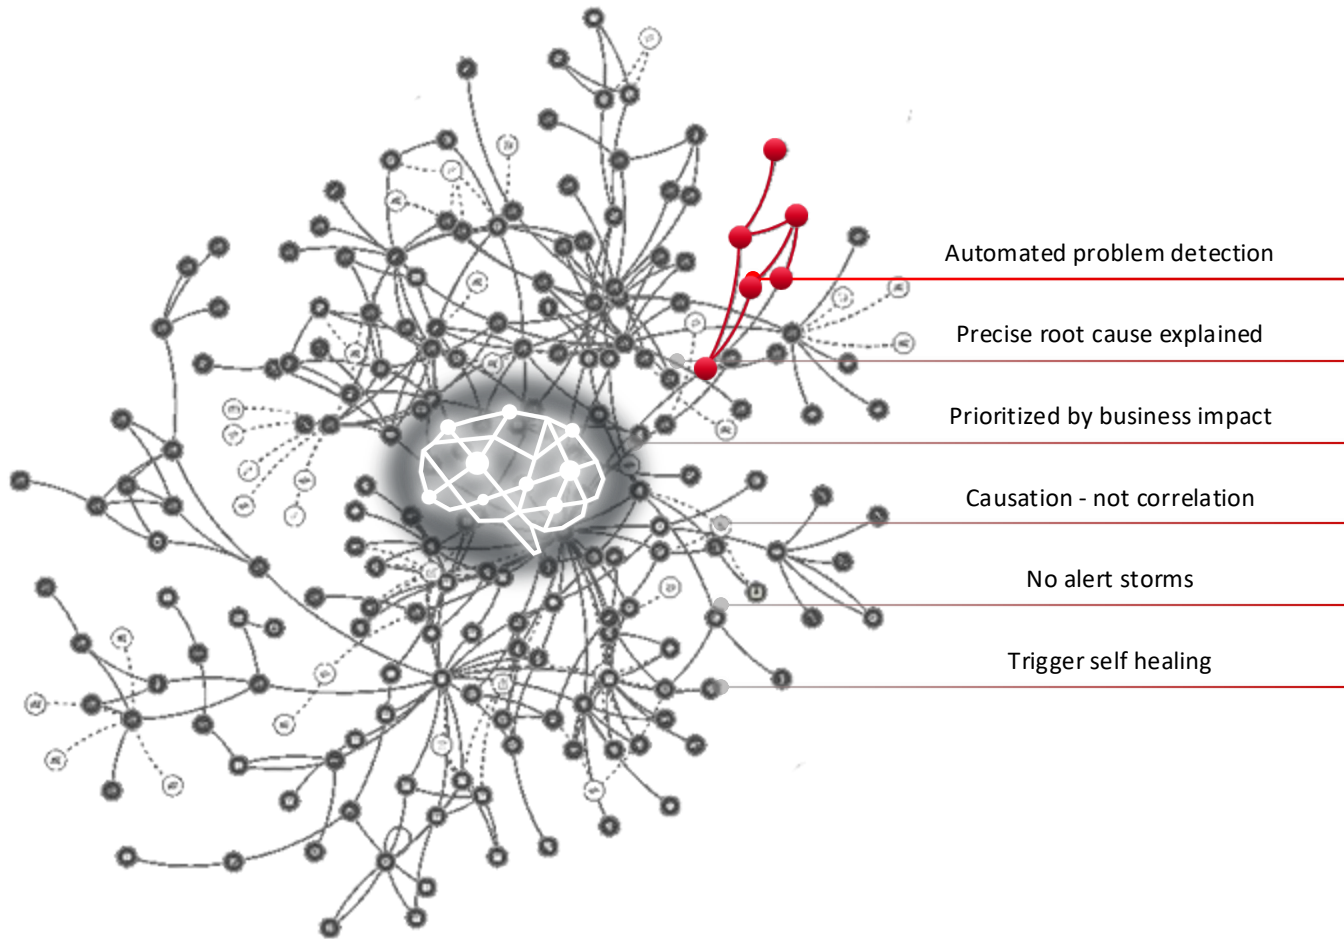 Automated problem detection
Precise root cause explained
Prioritized by business impact
Causation - not correlation
No alert storms
Trigger self healing